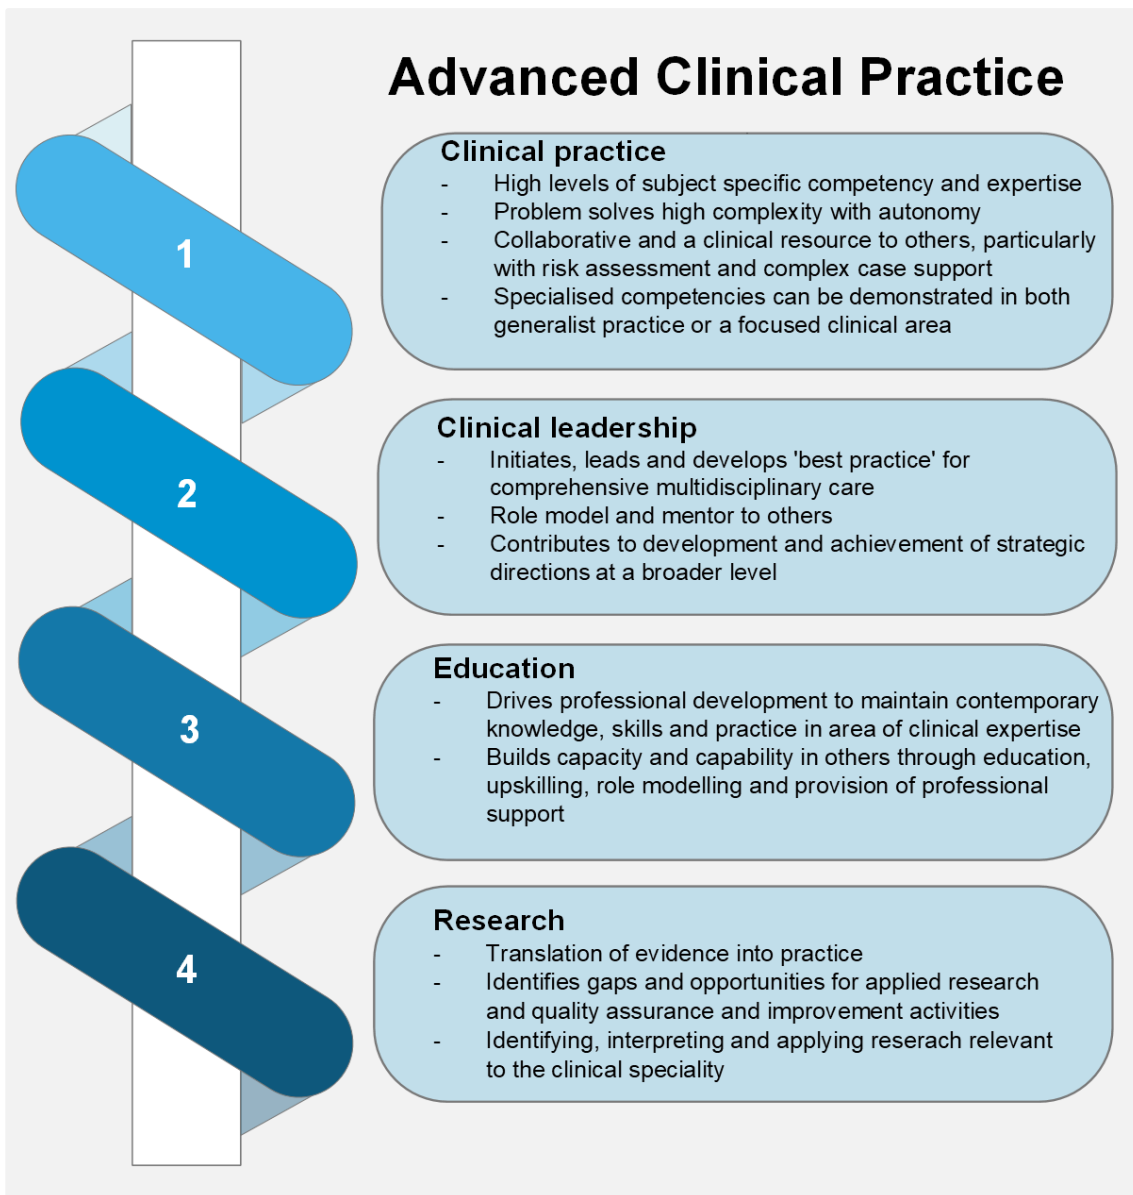 Advanced Clinical Practice
1
Clinical practice
- High levels of subject specific competency and expertise
- Problem solves high complexity with autonomy
- Collaborative and a clinical resource to others, particularly
with risk assessment and complex case support
- Specialised competencies can be demonstrated in both
generalist practice or a focused clinical area
2
Clinical leadership
- Initiates, leads and develops 'best practice' for
comprehensive multidisciplinary care
- Role model and mentor to others
- Contributes to development and achievement of strategic
directions at a broader level
3
Education
- Drives professional development to maintain contemporary
knowledge, skills and practice in area of clinical expertise
- Builds capacity and capability in others through education,
upskilling, role modelling and provision of professional
support
4
Research
- Translation of evidence into practice
- Identifies gaps and opportunities for applied research
and quality assurance and improvement activities
- Identifying, interpreting and applying reserach relevant
to the clinical speciality